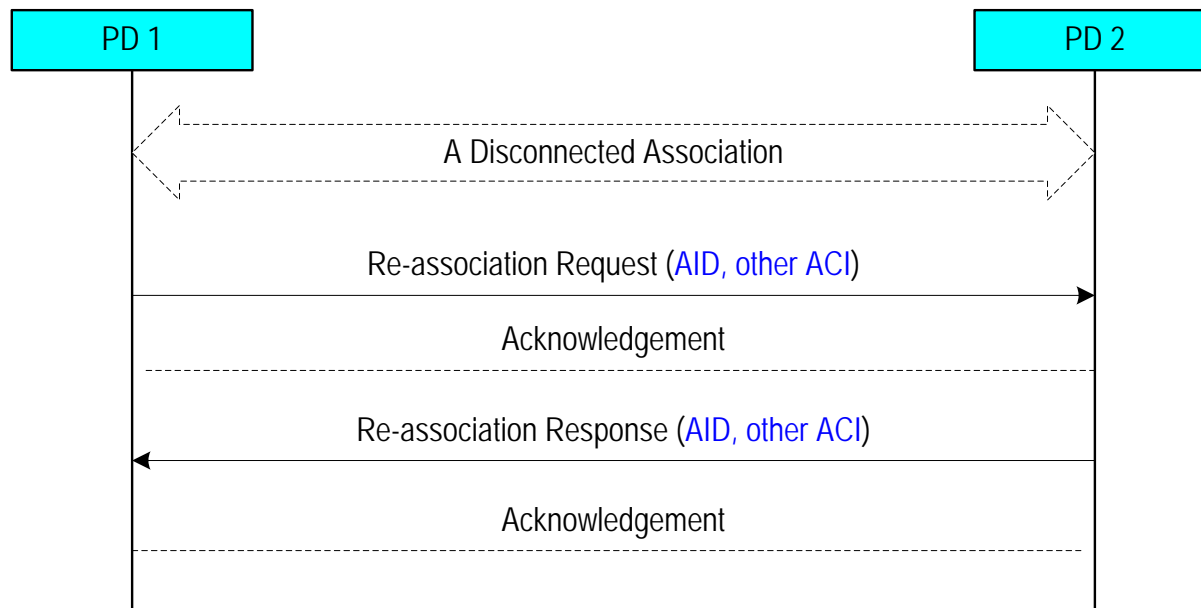 PD 1
PD 2
A Disconnected Association
Re-association Request (AID, other ACI)
Acknowledgement
Re-association Response (AID, other ACI)
Acknowledgement